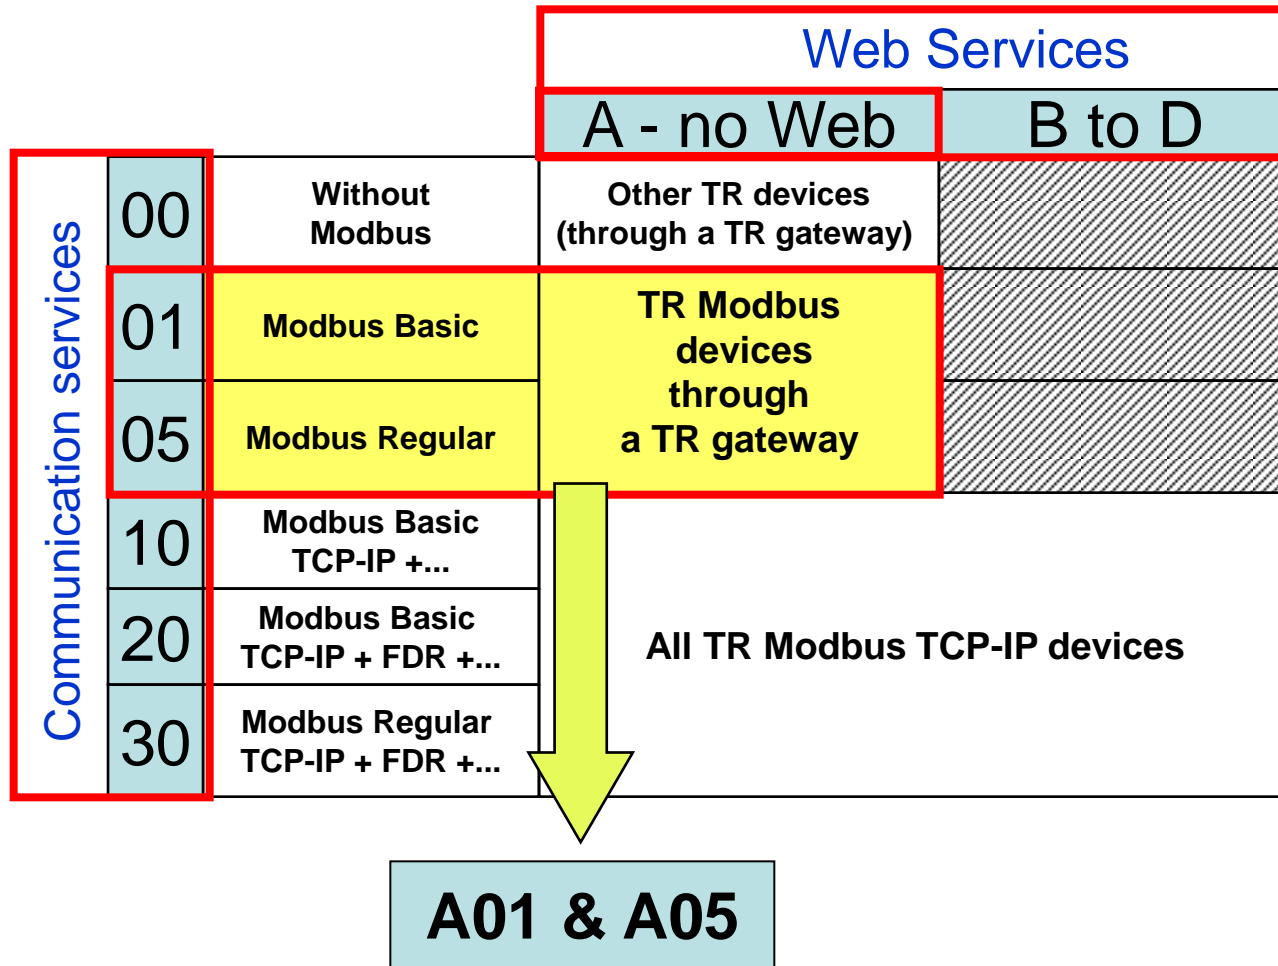 Web Services
A - no Web
B to D
Communication services
00
Without
Modbus
Other TR devices
(through a TR gateway)
01
Modbus Basic
TR Modbus
devices
through
a TR gateway
05
Modbus Regular
10
Modbus Basic
TCP-IP +...
20
Modbus Basic
TCP-IP + FDR +...
All TR Modbus TCP-IP devices
30
Modbus Regular
TCP-IP + FDR +...
A01 & A05